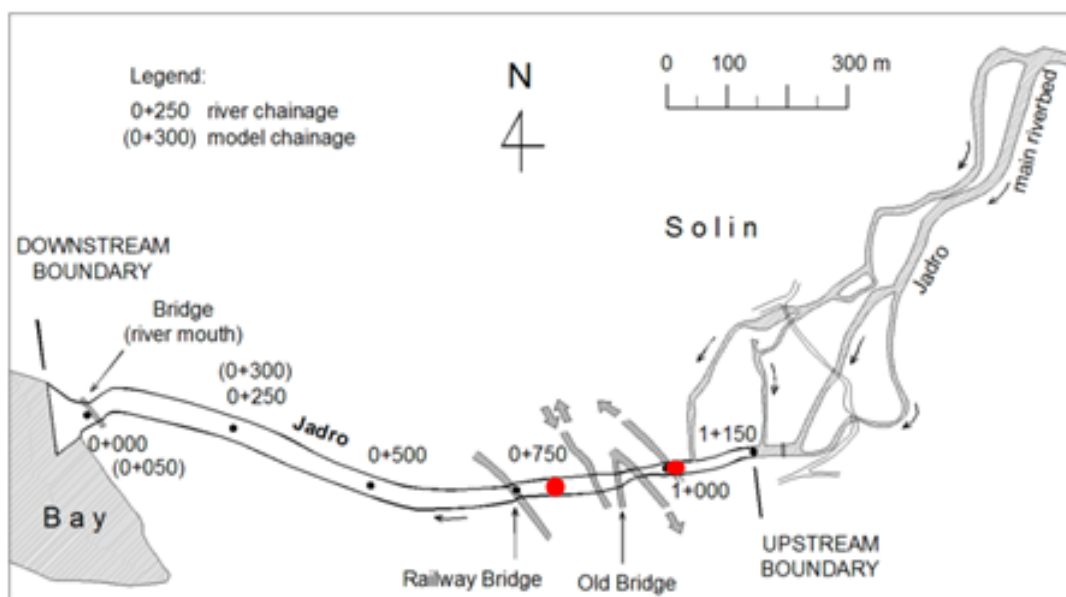 Legend:
0+250 river chainage
(0+300) model chainage
N
0 100 300 m
main riverbed
Solin
Jadro
DOWNSTREAM
BOUNDARY
Bridge
(river mouth)
(0+300)
0+250
Jadro
0+000
(0+050)
0+500
0+750
1+150
1+000
Bay
Railway Bridge
Old Bridge
UPSTREAM
BOUNDARY